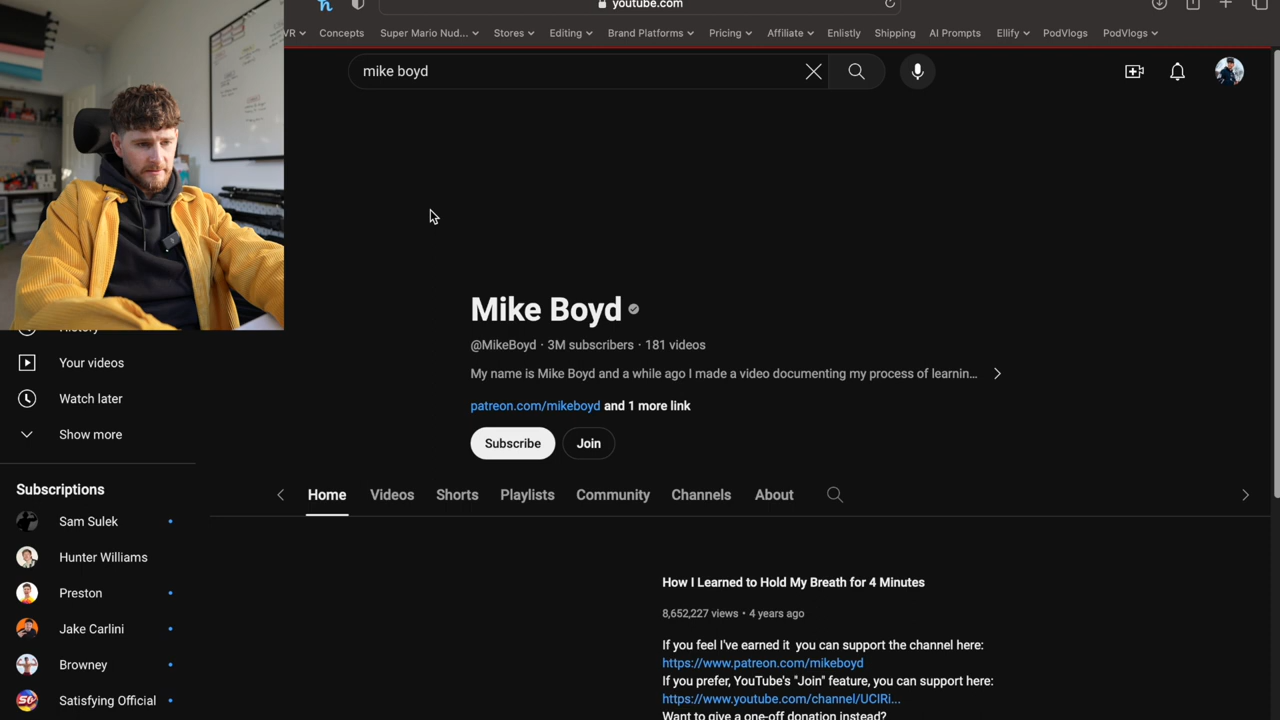 youtube.com
VR Concepts Super Mario Nud... Stores Editing Brand Platforms Pricing Affiliate Enlistly Shipping AI Prompts Ellify PodVlogs PodVlogs
mike boyd
Mike Boyd
@MikeBoyd · 3M subscribers · 181 videos
My name is Mike Boyd and a while ago I made a video documenting my process of learnin...
patreon.com/mikeboyd and 1 more link
Subscribe Join
History
Your videos
Watch later
Show more
Subscriptions
Sam Sulek
Hunter Williams
Preston
Jake Carlini
Browney
Satisfying Official
Home Videos Shorts Playlists Community Channels About
How I Learned to Hold My Breath for 4 Minutes
8,652,227 views • 4 years ago
If you feel I've earned it you can support the channel here:
https://www.patreon.com/mikeboyd
If you prefer, YouTube's "Join" feature, you can support here:
https://www.youtube.com/channel/UCIRi...
Want to give a one-off donation instead?